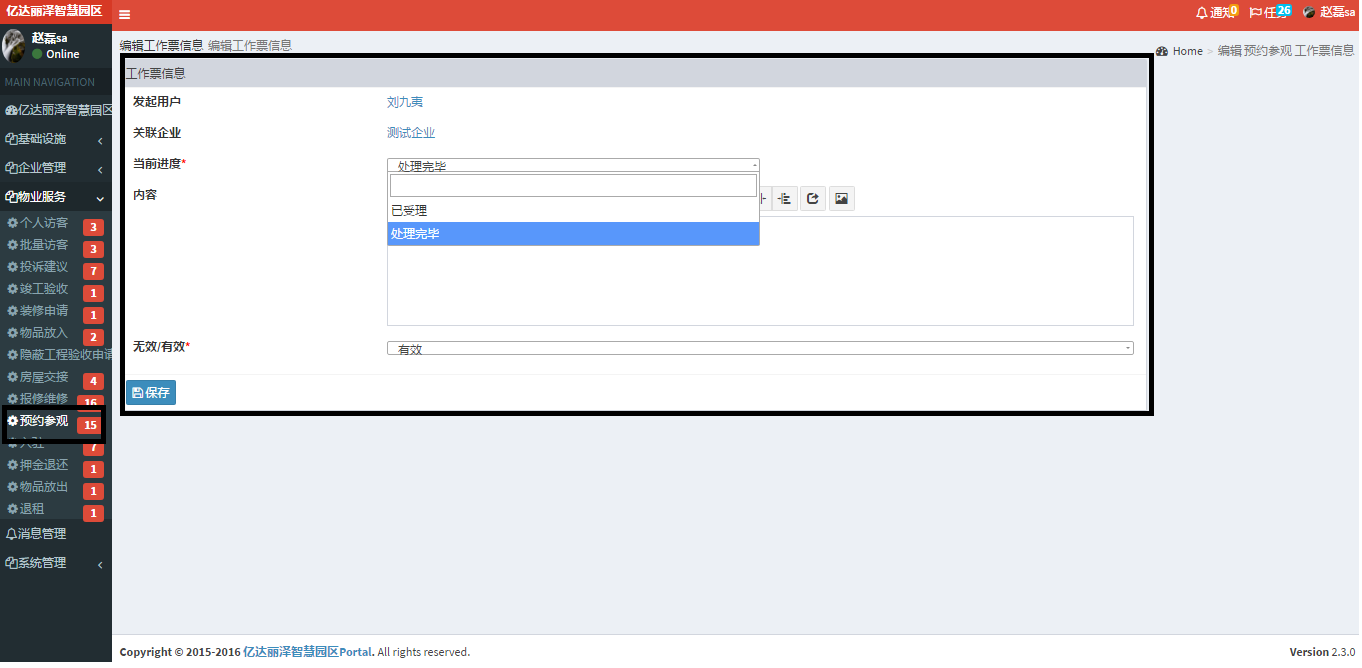 亿达丽泽智慧园区
通知 0
任务 26
赵磊sa
赵磊sa
Online
MAIN NAVIGATION
亿达丽泽智慧园区
基础设施
企业管理
物业服务
个人访客 3
批量访客 3
投诉建议 7
竣工验收 1
装修申请 1
物品放入 2
隐蔽工程验收申请
房屋交接 4
报修维修 16
预约参观 15
入驻 7
押金退还 1
物品放出 1
退租 1
消息管理
系统管理
编辑工作票信息 编辑工作票信息
Home > 编辑 预约参观 工作票信息
工作票信息
发起用户 刘九夷
关联企业 测试企业
当前进度* 处理完毕
已受理
处理完毕
内容
无效/有效* 有效
保存
Copyright © 2015-2016 亿达丽泽智慧园区Portal. All rights reserved.
Version 2.3.0